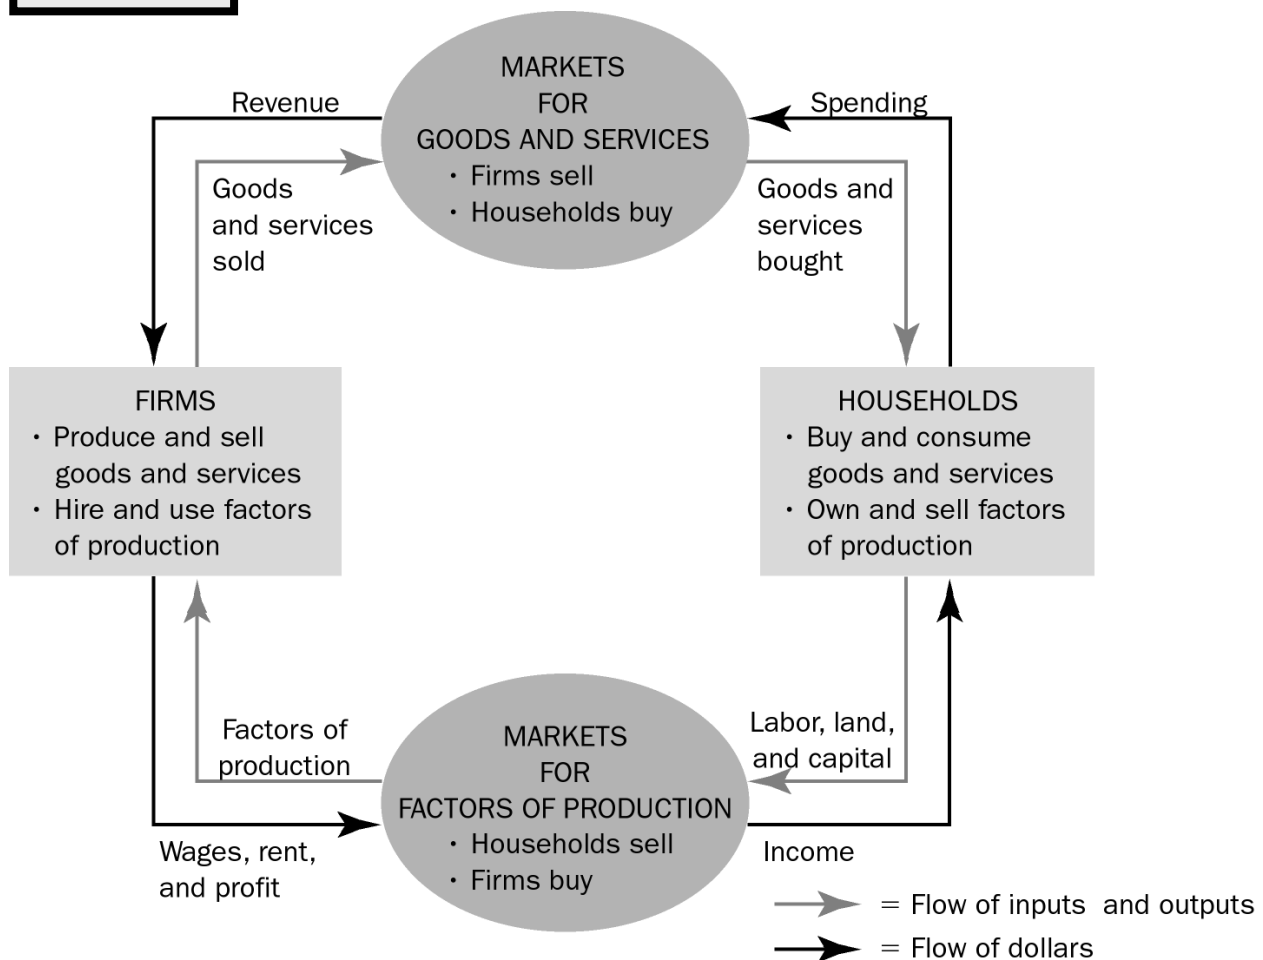 MARKETS
FOR
GOODS AND SERVICES
• Firms sell
• Households buy
Revenue
Spending
Goods
and services
sold
Goods and
services
bought
FIRMS
• Produce and sell
goods and services
• Hire and use factors
of production
HOUSEHOLDS
• Buy and consume
goods and services
• Own and sell factors
of production
Factors of
production
Labor, land,
and capital
MARKETS
FOR
FACTORS OF PRODUCTION
• Households sell
• Firms buy
Wages, rent,
and profit
Income
= Flow of inputs and outputs
= Flow of dollars